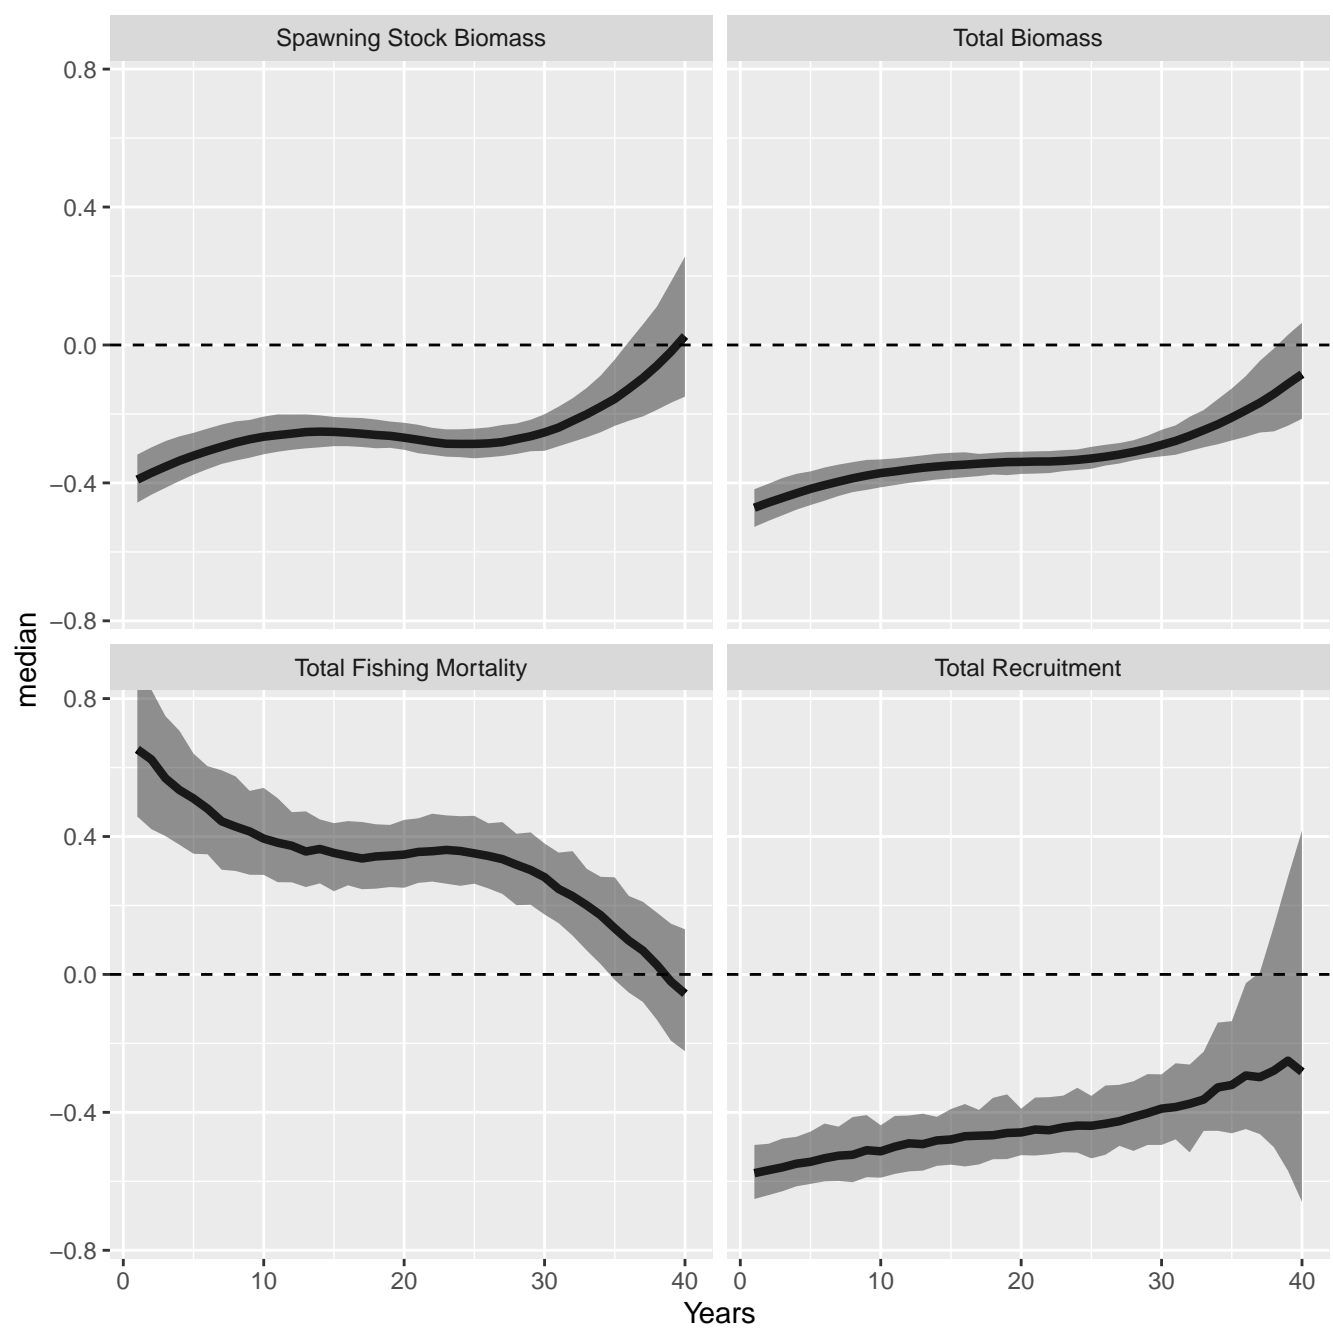 Spawning Stock Biomass
Total Biomass
0.8
0.4
0.0
−0.4
−0.8
median
Total Fishing Mortality
Total Recruitment
0.8
0.4
0.0
−0.4
−0.8
0 10 20 30 40
0 10 20 30 40
Years